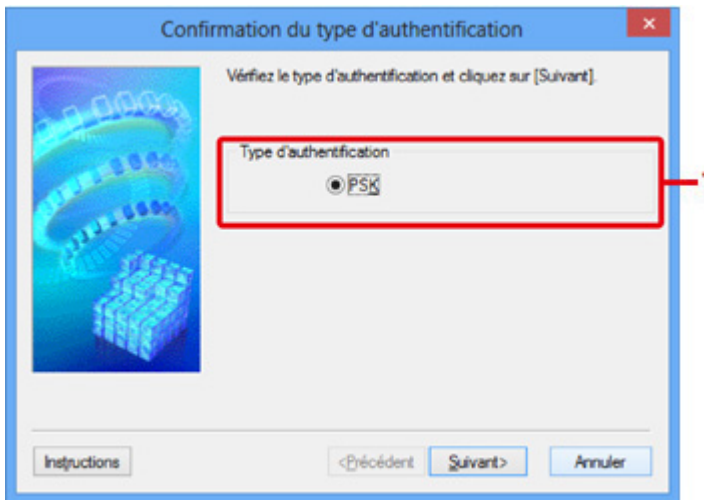 Confirmation du type d'authentification
Vérifiez le type d'authentification et cliquez sur [Suivant].
Type d'authentification
PSK
Instructions
<Précédent
Suivant>
Annuler